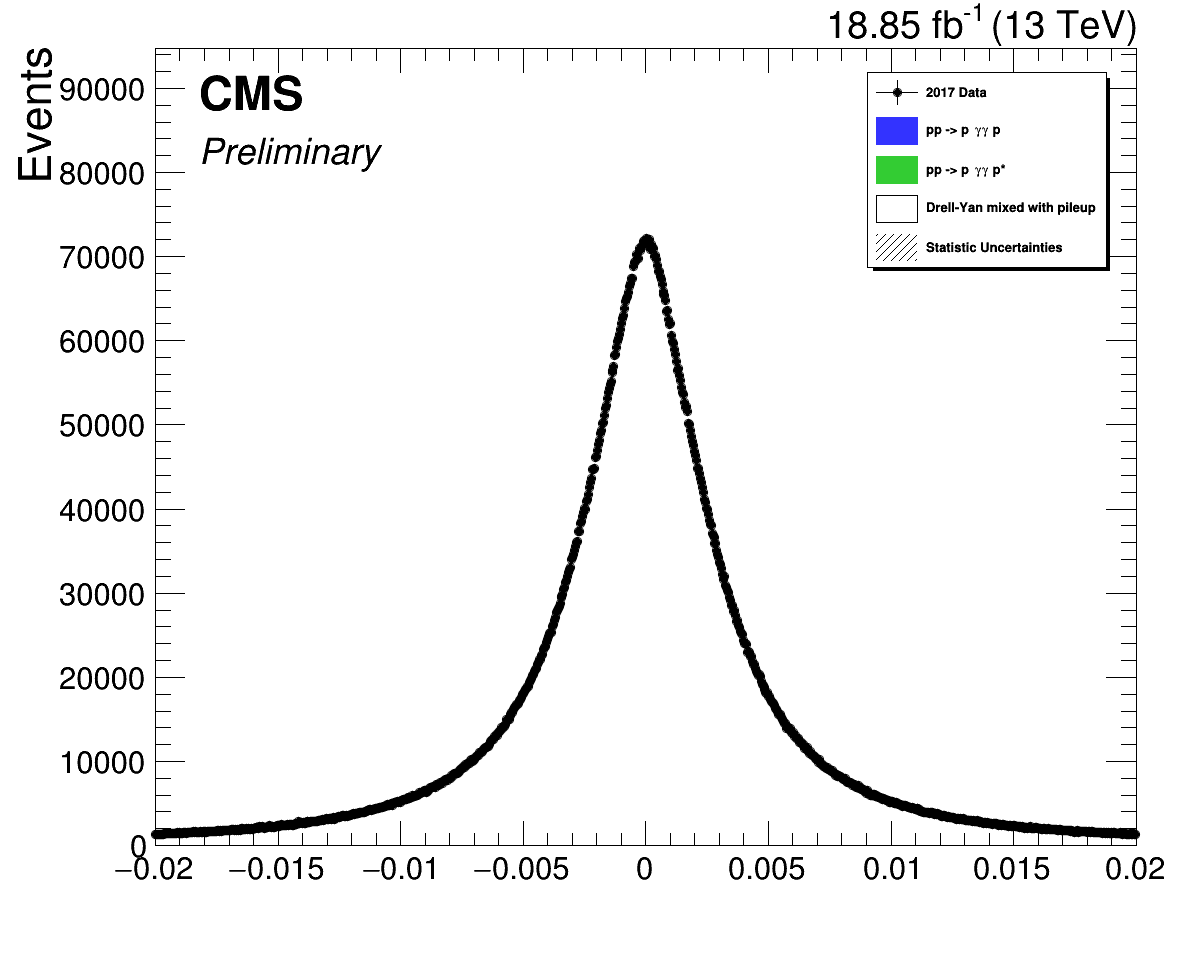 18.85 fb⁻¹ (13 TeV)
Events
CMS
Preliminary
2017 Data
pp -> p γγ p
pp -> p γγ p*
Drell-Yan mixed with pileup
Statistic Uncertainties
90000
80000
70000
60000
50000
40000
30000
20000
10000
0
−0.02 −0.015 −0.01 −0.005 0 0.005 0.01 0.015 0.02